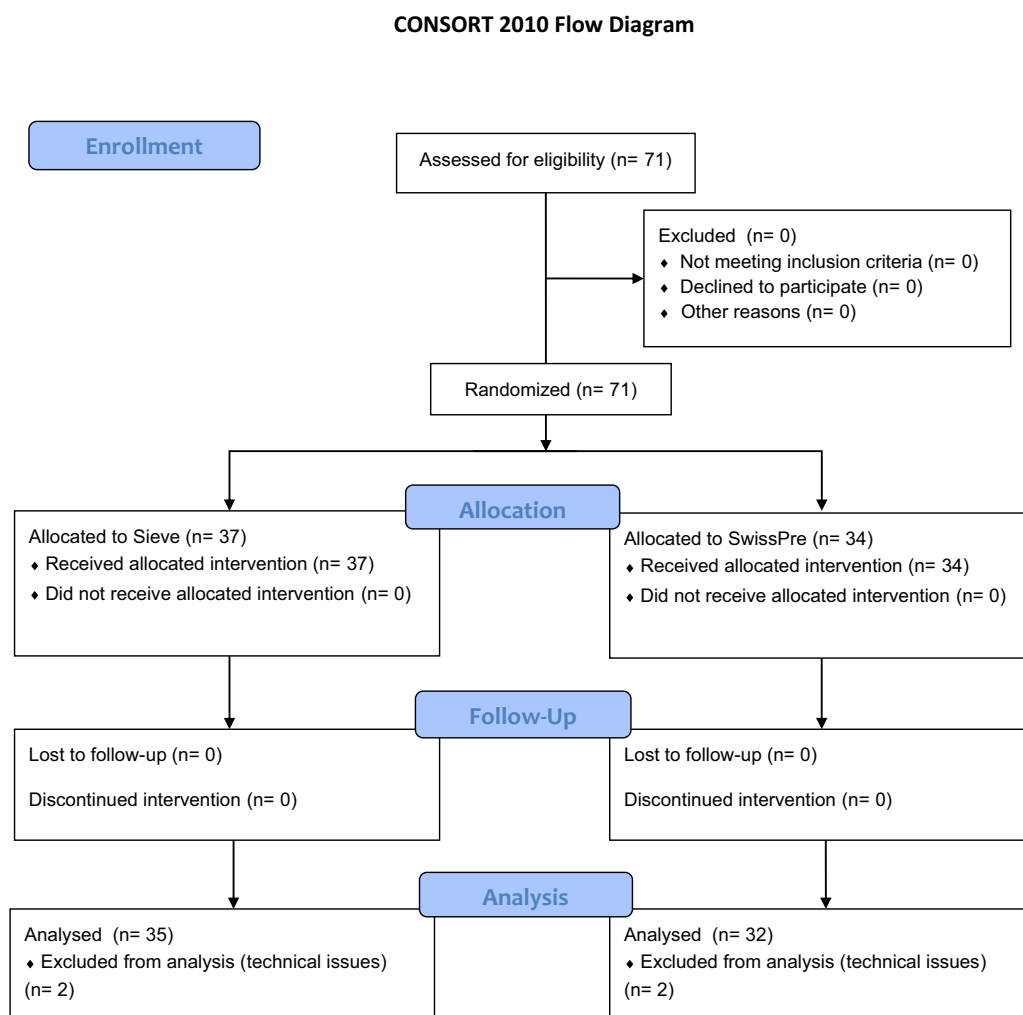 CONSORT 2010 Flow Diagram
Enrollment
Assessed for eligibility (n= 71)
Excluded (n= 0)
♦ Not meeting inclusion criteria (n= 0)
♦ Declined to participate (n= 0)
♦ Other reasons (n= 0)
Randomized (n= 71)
Allocation
Allocated to Sieve (n= 37)
♦ Received allocated intervention (n= 37)
♦ Did not receive allocated intervention (n= 0)
Allocated to SwissPre (n= 34)
♦ Received allocated intervention (n= 34)
♦ Did not receive allocated intervention (n= 0)
Follow-Up
Lost to follow-up (n= 0)
Discontinued intervention (n= 0)
Lost to follow-up (n= 0)
Discontinued intervention (n= 0)
Analysis
Analysed (n= 35)
♦ Excluded from analysis (technical issues)
(n= 2)
Analysed (n= 32)
♦ Excluded from analysis (technical issues)
(n= 2)